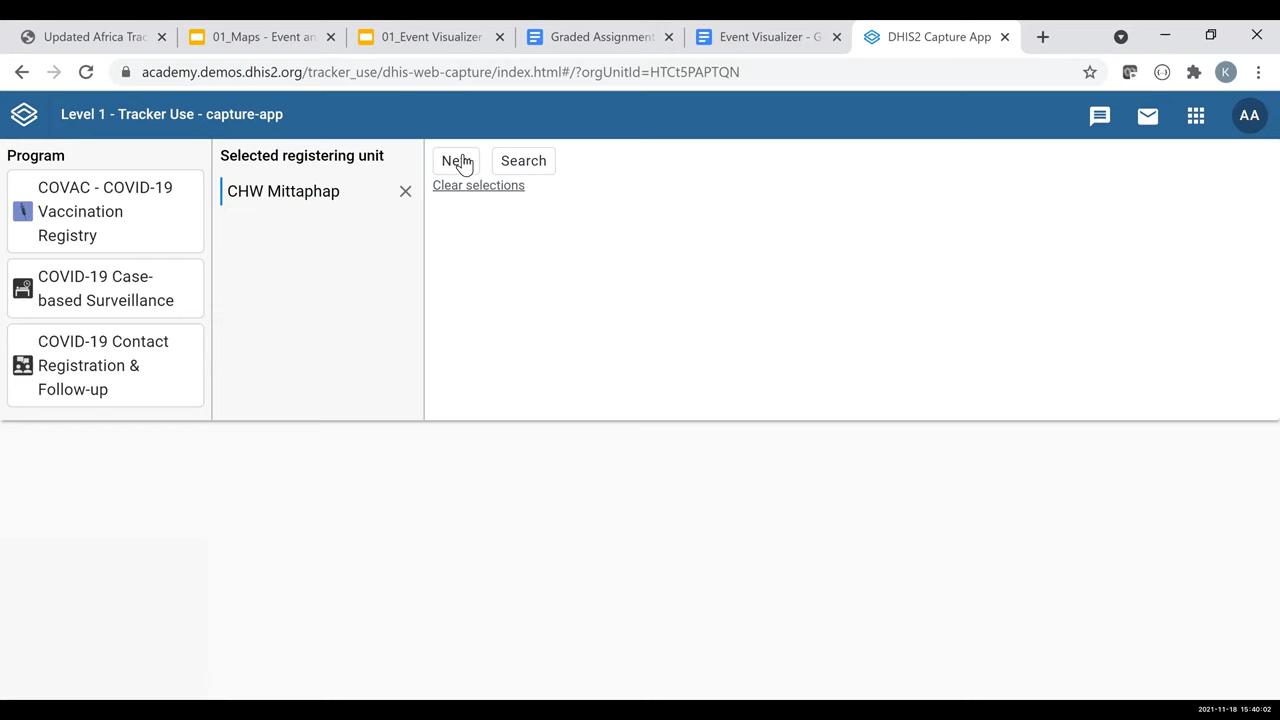 Updated Africa Trac
01_Maps - Event an
01_Event Visualizer
Graded Assignment
Event Visualizer - G
DHIS2 Capture App
academy.demos.dhis2.org/tracker_use/dhis-web-capture/index.html#/?orgUnitId=HTCt5PAPTQN
K
Level 1 - Tracker Use - capture-app
AA
Program
COVAC - COVID-19
Vaccination
Registry
COVID-19 Case-
based Surveillance
COVID-19 Contact
Registration &
Follow-up
Selected registering unit
CHW Mittaphap
New
Search
Clear selections
2021-11-18 15:40:02